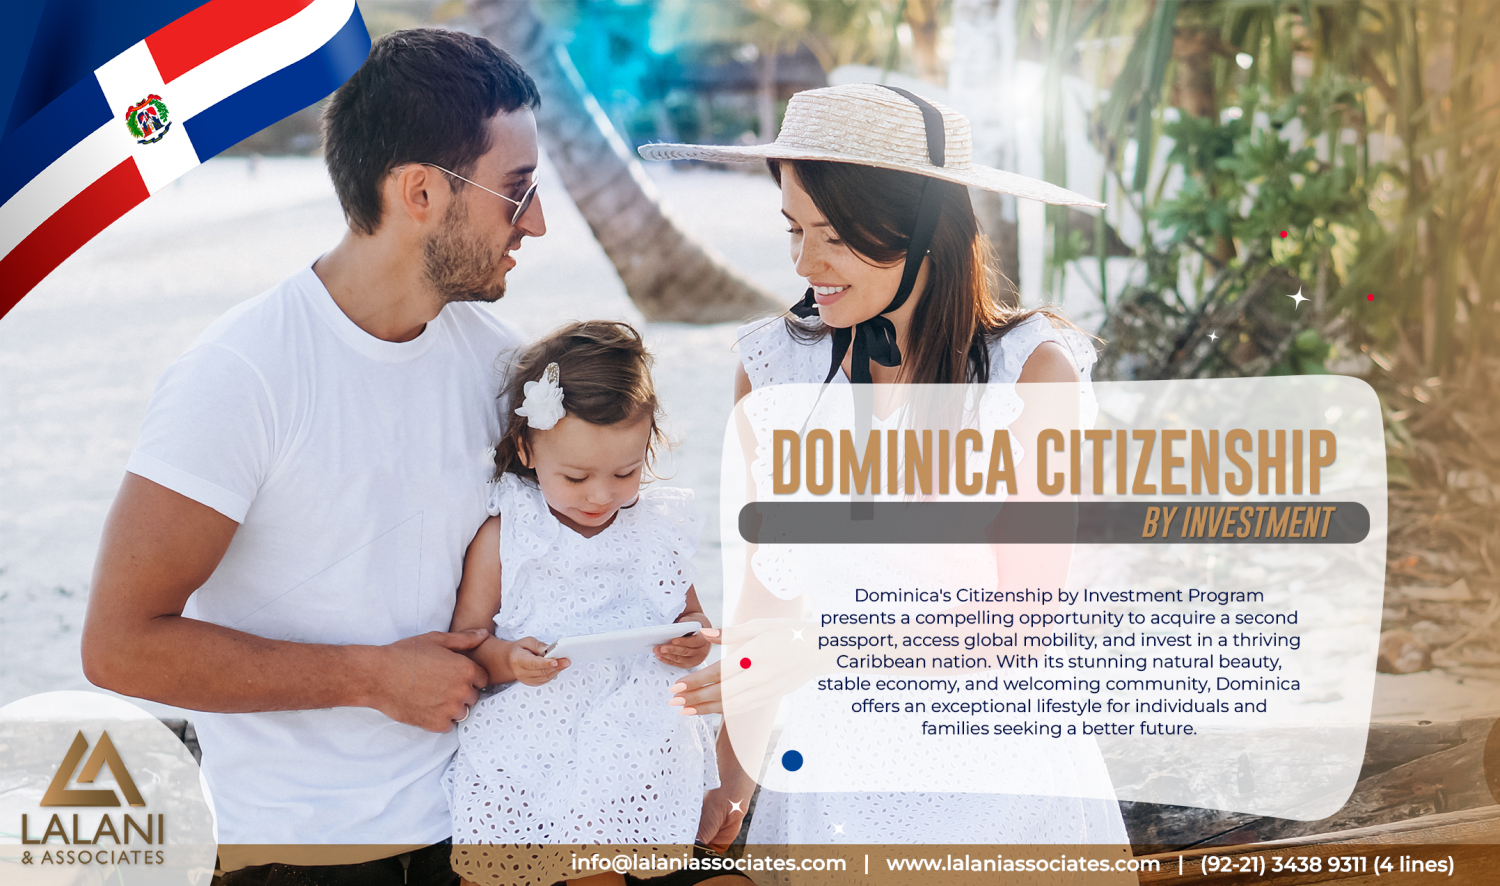 DOMINICA CITIZENSHIP
BY INVESTMENT
Dominica's Citizenship by Investment Program
presents a compelling opportunity to acquire a second
passport, access global mobility, and invest in a thriving
Caribbean nation. With its stunning natural beauty,
stable economy, and welcoming community, Dominica
offers an exceptional lifestyle for individuals and
families seeking a better future.
LALANI
& ASSOCIATES
info@lalaniassociates.com | www.lalaniassociates.com | (92-21) 3438 9311 (4 lines)